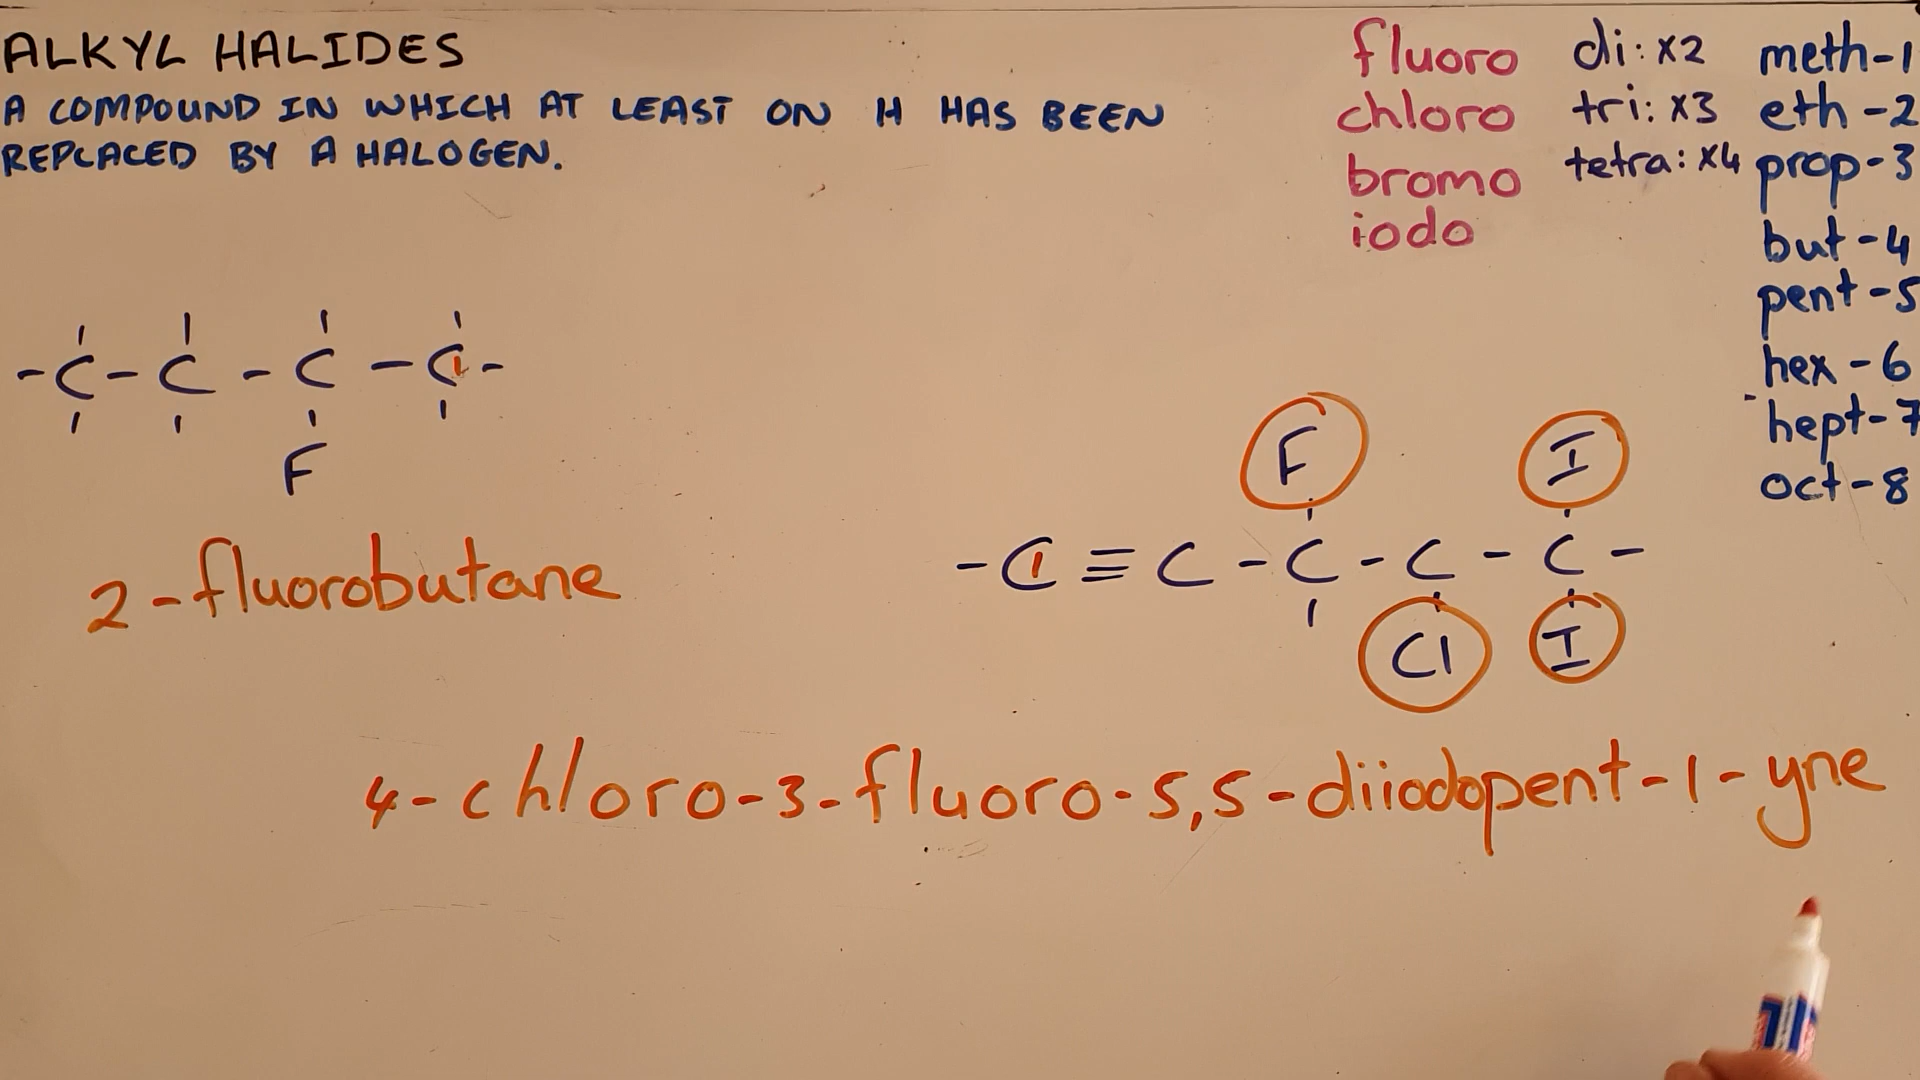 ALKYL HALIDES
A COMPOUND IN WHICH AT LEAST ON H HAS BEEN
REPLACED BY A HALOGEN.
fluoro
chloro
bromo
iodo
di: x2
tri: x3
tetra: x4
meth-1
eth-2
prop-3
but-4
pent-5
hex-6
hept-7
oct-8
-C-C-C-C-
1
F
2-fluorobutane
F I
-C≡C-C-C-C-
1
Cl I
4-chloro-3-fluoro-5,5-diiodopent-1-yne